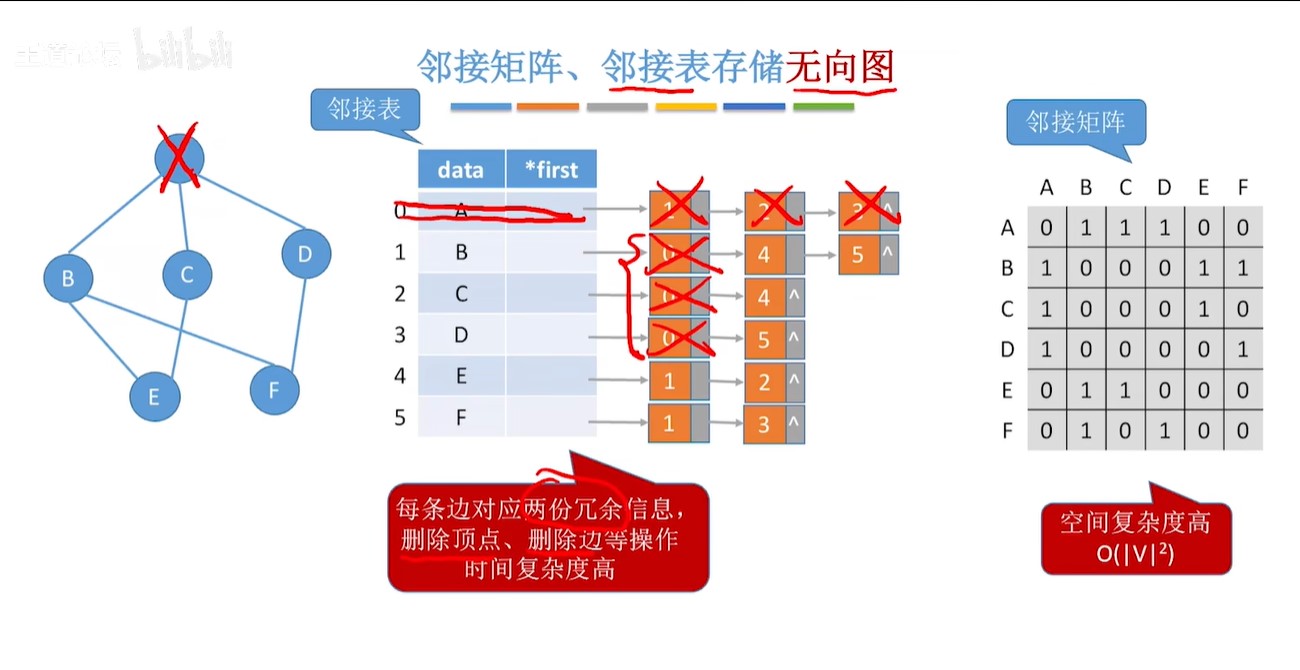 bilibili
邻接矩阵、邻接表存储无向图
邻接表
邻接矩阵
data *first
0 A 1 2 3 ^
1 B 0 4 5 ^
2 C 0 4 ^
3 D 0 5 ^
4 E 1 2 ^
5 F 1 3 ^
B
C
D
E
F
A B C D E F
A 0 1 1 1 0 0
B 1 0 0 0 1 1
C 1 0 0 0 1 0
D 1 0 0 0 0 1
E 0 1 1 0 0 0
F 0 1 0 1 0 0
每条边对应两份冗余信息，
删除顶点、删除边等操作
时间复杂度高
空间复杂度高
O(|V|²)